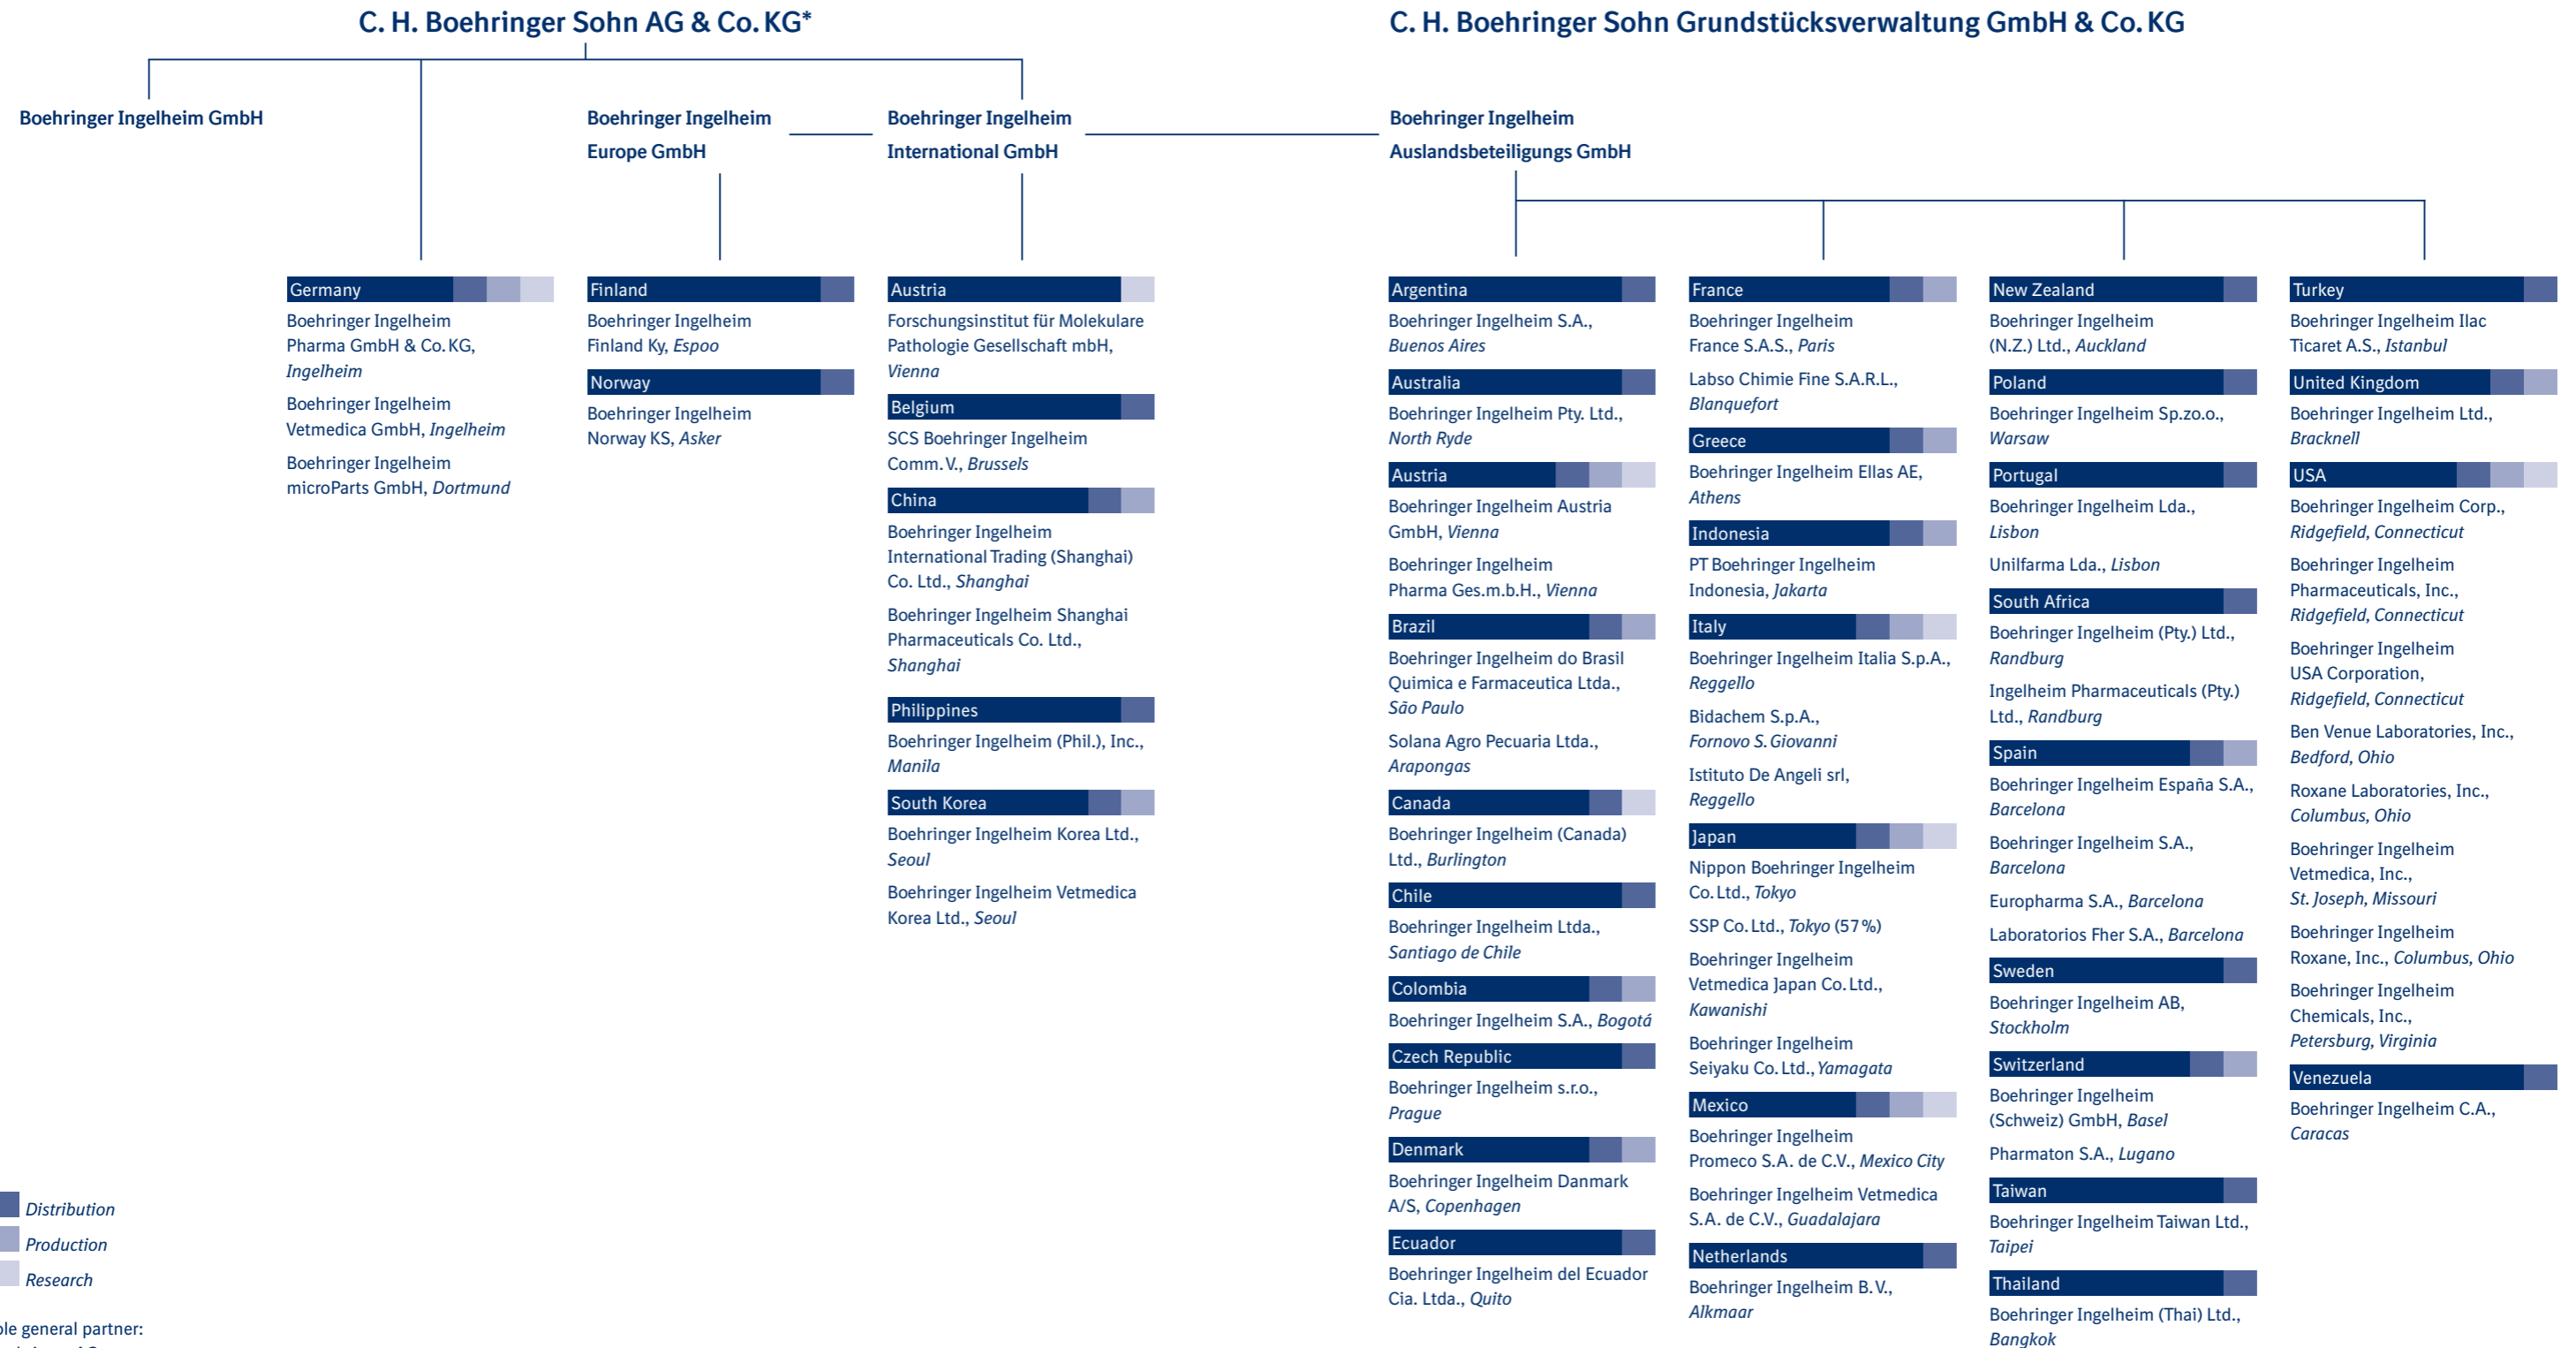 C. H. Boehringer Sohn AG & Co. KG*
C. H. Boehringer Sohn Grundstücksverwaltung GmbH & Co. KG
Boehringer Ingelheim GmbH
Boehringer Ingelheim
Europe GmbH
Boehringer Ingelheim
International GmbH
Boehringer Ingelheim
Auslandsbeteiligungs GmbH
Germany
Boehringer Ingelheim
Pharma GmbH & Co. KG,
Ingelheim
Boehringer Ingelheim
Vetmedica GmbH, Ingelheim
Boehringer Ingelheim
microParts GmbH, Dortmund
Finland
Boehringer Ingelheim
Finland Ky, Espoo
Norway
Boehringer Ingelheim
Norway KS, Asker
Austria
Forschungsinstitut für Molekulare
Pathologie Gesellschaft mbH,
Vienna
Belgium
SCS Boehringer Ingelheim
Comm. V., Brussels
China
Boehringer Ingelheim
International Trading (Shanghai)
Co. Ltd., Shanghai
Boehringer Ingelheim Shanghai
Pharmaceuticals Co. Ltd.,
Shanghai
Philippines
Boehringer Ingelheim (Phil.), Inc.,
Manila
South Korea
Boehringer Ingelheim Korea Ltd.,
Seoul
Boehringer Ingelheim Vetmedica
Korea Ltd., Seoul
Argentina
Boehringer Ingelheim S.A.,
Buenos Aires
Australia
Boehringer Ingelheim Pty. Ltd.,
North Ryde
Austria
Boehringer Ingelheim Austria
GmbH, Vienna
Boehringer Ingelheim
Pharma Ges.m.b.H., Vienna
Brazil
Boehringer Ingelheim do Brasil
Quimica e Farmaceutica Ltda.,
São Paulo
Solana Agro Pecuaria Ltda.,
Arapongas
Canada
Boehringer Ingelheim (Canada)
Ltd., Burlington
Chile
Boehringer Ingelheim Ltda.,
Santiago de Chile
Colombia
Boehringer Ingelheim S.A., Bogotá
Czech Republic
Boehringer Ingelheim s.r.o.,
Prague
Denmark
Boehringer Ingelheim Danmark
A/S, Copenhagen
Ecuador
Boehringer Ingelheim del Ecuador
Cia. Ltda., Quito
France
Boehringer Ingelheim
France S.A.S., Paris
Labso Chimie Fine S.A.R.L.,
Blanquefort
Greece
Boehringer Ingelheim Ellas AE,
Athens
Indonesia
PT Boehringer Ingelheim
Indonesia, Jakarta
Italy
Boehringer Ingelheim Italia S.p.A.,
Reggello
Bidachem S.p.A.,
Fornovo S. Giovanni
Istituto De Angeli srl,
Reggello
Japan
Nippon Boehringer Ingelheim
Co. Ltd., Tokyo
SSP Co. Ltd., Tokyo (57 %)
Boehringer Ingelheim
Vetmedica Japan Co. Ltd.,
Kawanishi
Boehringer Ingelheim
Seiyaku Co. Ltd., Yamagata
Mexico
Boehringer Ingelheim
Promeco S.A. de C.V., Mexico City
Boehringer Ingelheim Vetmedica
S.A. de C.V., Guadalajara
Netherlands
Boehringer Ingelheim B. V.,
Alkmaar
New Zealand
Boehringer Ingelheim
(N.Z.) Ltd., Auckland
Poland
Boehringer Ingelheim Sp.zo.o.,
Warsaw
Portugal
Boehringer Ingelheim Lda.,
Lisbon
Unilfarma Lda., Lisbon
South Africa
Boehringer Ingelheim (Pty.) Ltd.,
Randburg
Ingelheim Pharmaceuticals (Pty.)
Ltd., Randburg
Spain
Boehringer Ingelheim España S.A.,
Barcelona
Boehringer Ingelheim S.A.,
Barcelona
Europharma S.A., Barcelona
Laboratorios Fher S.A., Barcelona
Sweden
Boehringer Ingelheim AB,
Stockholm
Switzerland
Boehringer Ingelheim
(Schweiz) GmbH, Basel
Pharmaton S.A., Lugano
Taiwan
Boehringer Ingelheim Taiwan Ltd.,
Taipei
Thailand
Boehringer Ingelheim (Thai) Ltd.,
Bangkok
Turkey
Boehringer Ingelheim Ilac
Ticaret A.S., Istanbul
United Kingdom
Boehringer Ingelheim Ltd.,
Bracknell
USA
Boehringer Ingelheim Corp.,
Ridgefield, Connecticut
Boehringer Ingelheim
Pharmaceuticals, Inc.,
Ridgefield, Connecticut
Boehringer Ingelheim
USA Corporation,
Ridgefield, Connecticut
Ben Venue Laboratories, Inc.,
Bedford, Ohio
Roxane Laboratories, Inc.,
Columbus, Ohio
Boehringer Ingelheim
Vetmedica, Inc.,
St. Joseph, Missouri
Boehringer Ingelheim
Roxane, Inc., Columbus, Ohio
Boehringer Ingelheim
Chemicals, Inc.,
Petersburg, Virginia
Venezuela
Boehringer Ingelheim C.A.,
Caracas
Distribution
Production
Research
general partner: